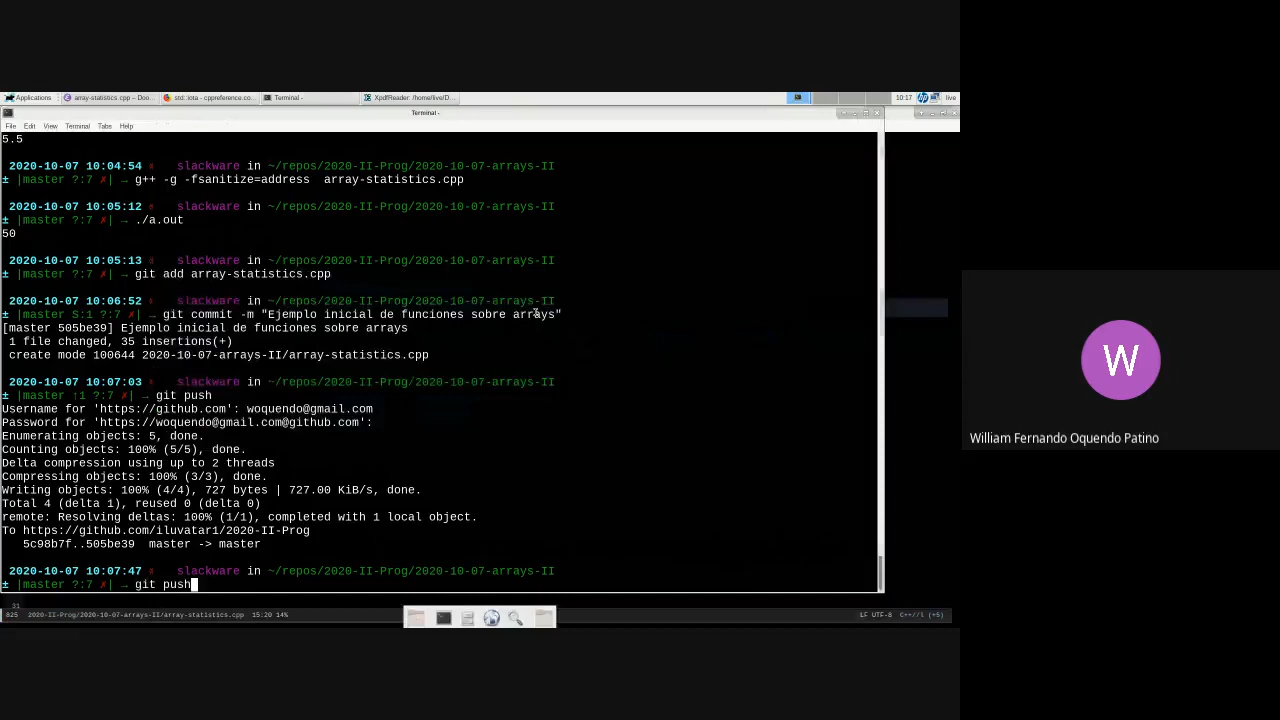 Applications array-statistics.cpp – Doo... std::iota - cppreference.co... Terminal - XpdfReader: /home/live/D... 10:17 live
Terminal -
File Edit View Terminal Tabs Help
5.5
2020-10-07 10:04:54 slackware in ~/repos/2020-II-Prog/2020-10-07-arrays-II
± |master ?:7 ✗| → g++ -g -fsanitize=address  array-statistics.cpp
2020-10-07 10:05:12 slackware in ~/repos/2020-II-Prog/2020-10-07-arrays-II
± |master ?:7 ✗| → ./a.out
50
2020-10-07 10:05:13 slackware in ~/repos/2020-II-Prog/2020-10-07-arrays-II
± |master ?:7 ✗| → git add array-statistics.cpp
2020-10-07 10:06:52 slackware in ~/repos/2020-II-Prog/2020-10-07-arrays-II
± |master S:1 ?:7 ✗| → git commit -m "Ejemplo inicial de funciones sobre arrays"
[master 505be39] Ejemplo inicial de funciones sobre arrays
1 file changed, 35 insertions(+)
create mode 100644 2020-10-07-arrays-II/array-statistics.cpp
2020-10-07 10:07:03 slackware in ~/repos/2020-II-Prog/2020-10-07-arrays-II
± |master ↑1 ?:7 ✗| → git push
Username for 'https://github.com': woquendo@gmail.com
Password for 'https://woquendo@gmail.com@github.com':
Enumerating objects: 5, done.
Counting objects: 100% (5/5), done.
Delta compression using up to 2 threads
Compressing objects: 100% (3/3), done.
Writing objects: 100% (4/4), 727 bytes | 727.00 KiB/s, done.
Total 4 (delta 1), reused 0 (delta 0)
remote: Resolving deltas: 100% (1/1), completed with 1 local object.
To https://github.com/iluvatar1/2020-II-Prog
5c98b7f..505be39  master -> master
2020-10-07 10:07:47 slackware in ~/repos/2020-II-Prog/2020-10-07-arrays-II
± |master ?:7 ✗| → git push
31
825 2020-II-Prog/2020-10-07-arrays-II/array-statistics.cpp 15:20 14% LF UTF-8 C++//l (+5)
W
William Fernando Oquendo Patino